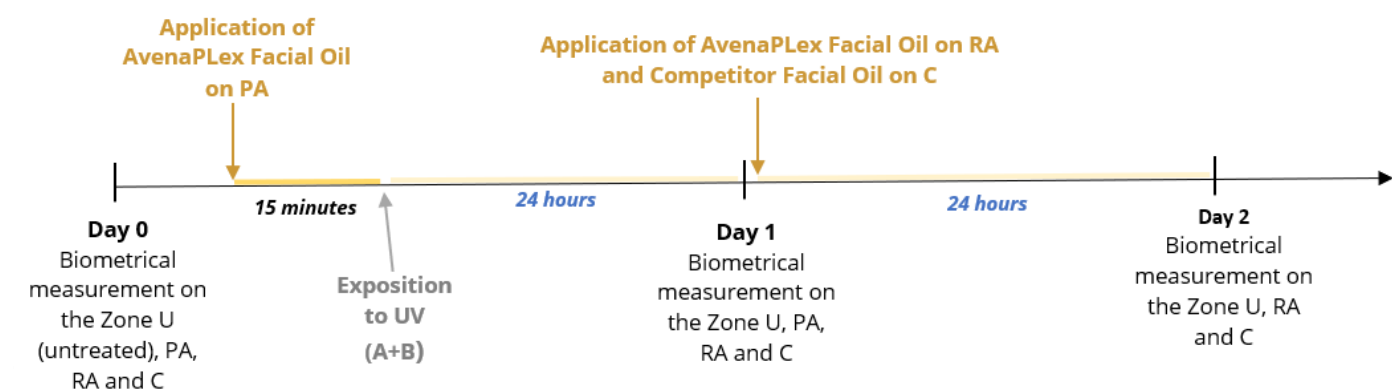 Application of
AvenaPLex Facial Oil
on PA
Application of AvenaPLex Facial Oil on RA
and Competitor Facial Oil on C
15 minutes
24 hours
24 hours
Day 0
Biometrical
measurement on
the Zone U
(untreated), PA,
RA and C
Exposition
to UV
(A+B)
Day 1
Biometrical
measurement on
the Zone U, PA,
RA and C
Day 2
Biometrical
measurement on
the Zone U, RA
and C